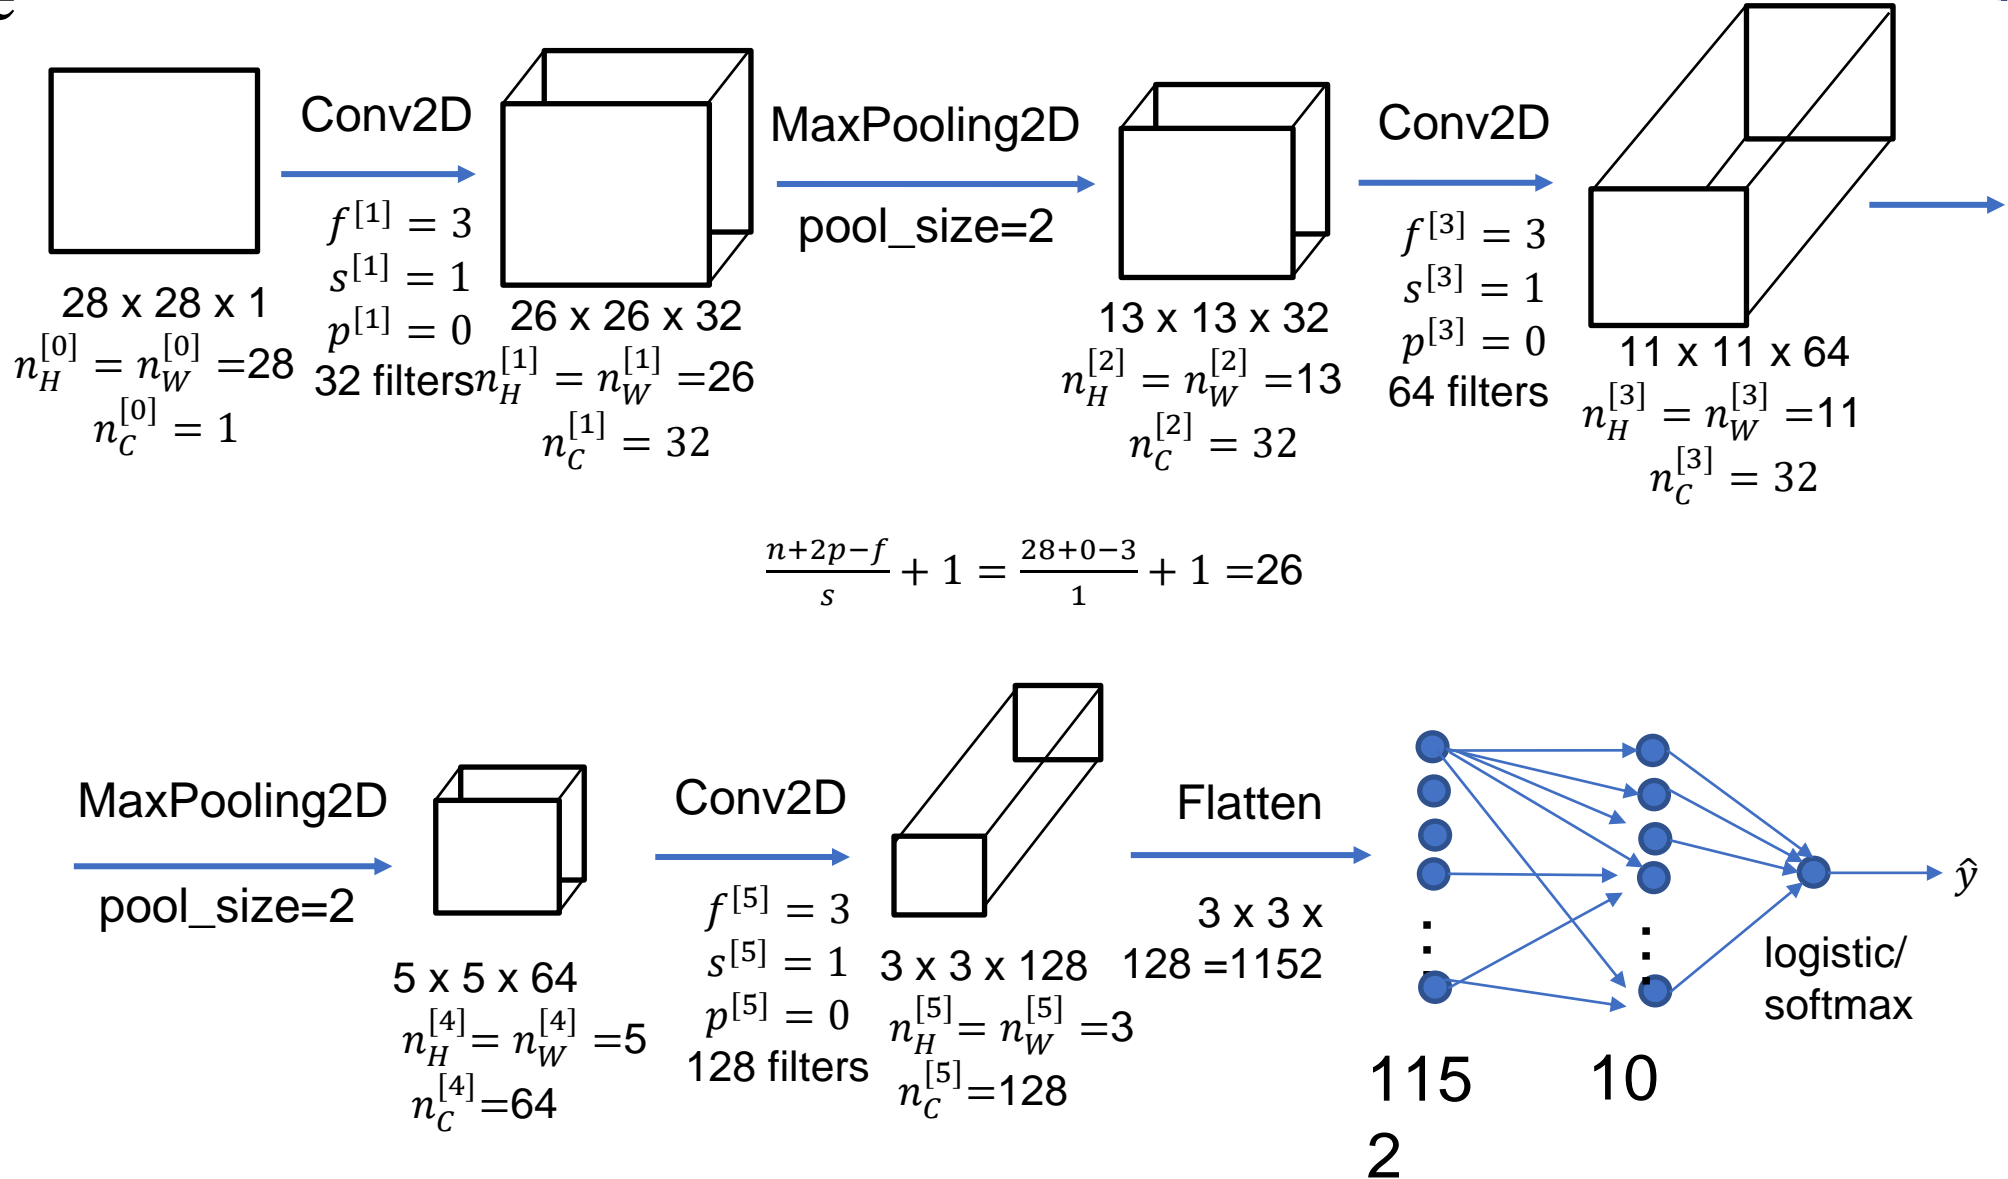 Conv2D
f^[1] = 3
s^[1] = 1
p^[1] = 0
32 filters
28 x 28 x 1
n_H^[0] = n_W^[0] =28
n_C^[0] = 1
26 x 26 x 32
n_H^[1] = n_W^[1] =26
n_C^[1] = 32
MaxPooling2D
pool_size=2
13 x 13 x 32
n_H^[2] = n_W^[2] =13
n_C^[2] = 32
Conv2D
f^[3] = 3
s^[3] = 1
p^[3] = 0
64 filters
11 x 11 x 64
n_H^[3] = n_W^[3] =11
n_C^[3] = 32
(n+2p−f)/s + 1 = (28+0−3)/1 + 1 =26
MaxPooling2D
pool_size=2
5 x 5 x 64
n_H^[4] = n_W^[4] =5
n_C^[4] =64
Conv2D
f^[5] = 3
s^[5] = 1
p^[5] = 0
128 filters
3 x 3 x 128
n_H^[5] = n_W^[5] =3
n_C^[5] =128
Flatten
3 x 3 x
128 =1152
115
2
10
logistic/
softmax
ŷ